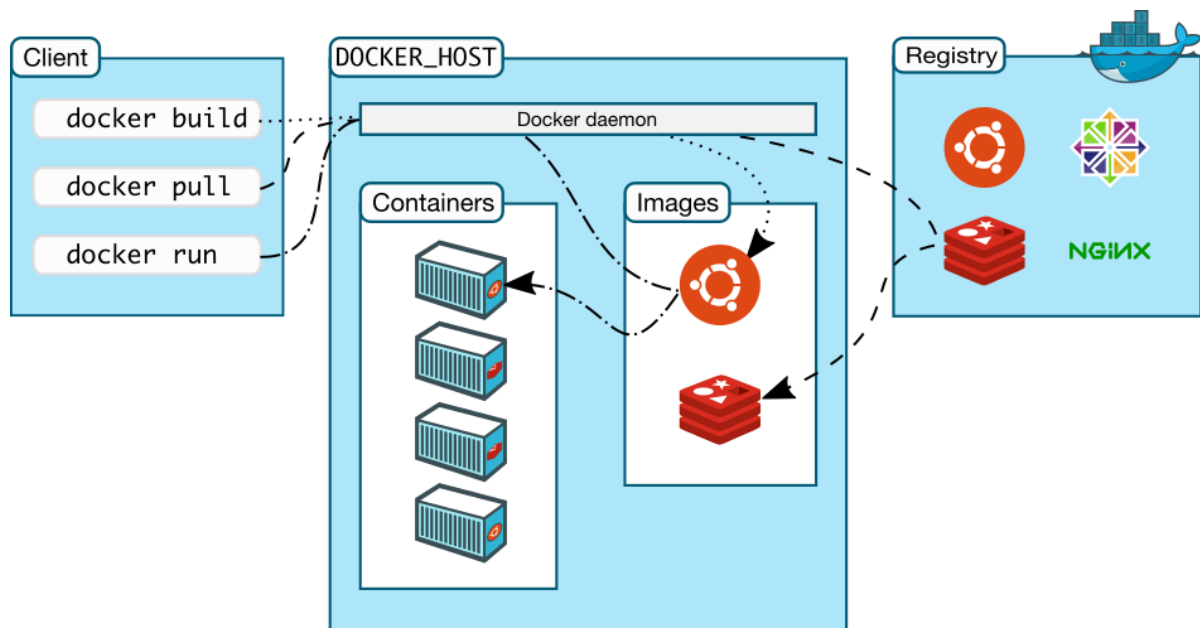 Client
docker build
docker pull
docker run
DOCKER_HOST
Docker daemon
Containers
Images
Registry
NGINX